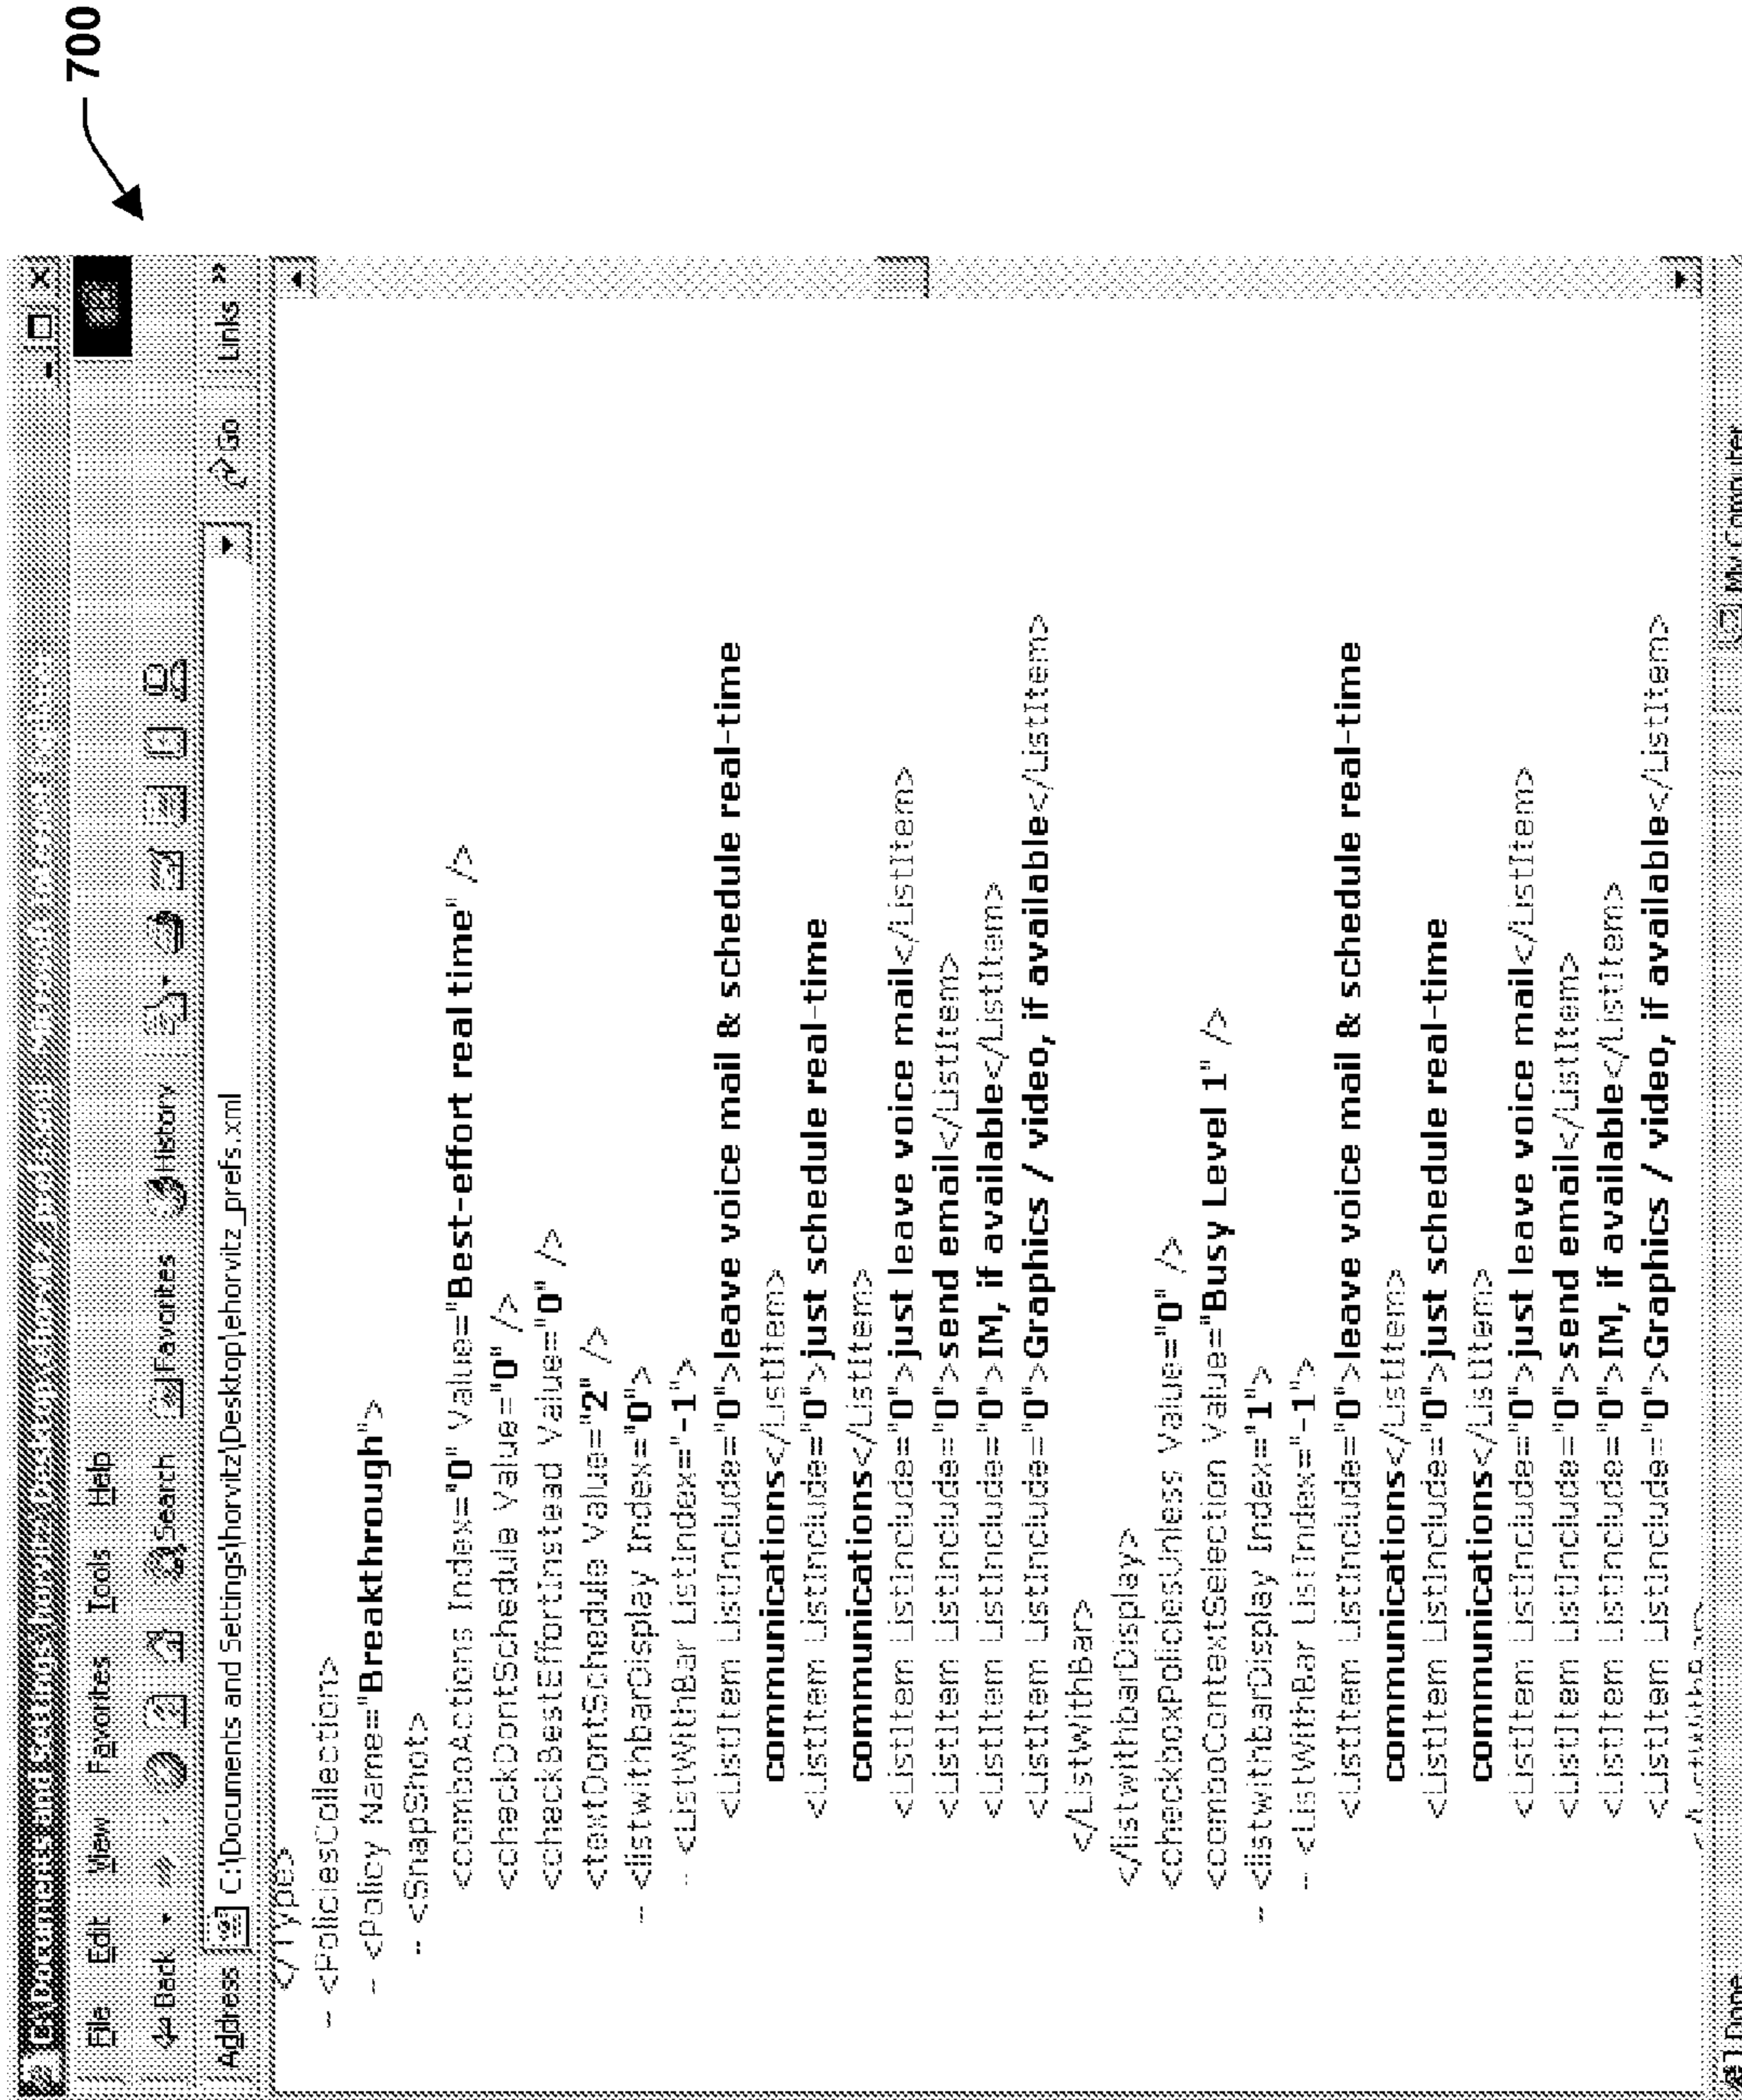 700
File Edit View Favorites Tools Help
Back Search Favorites History
Address C:\Documents and Settings\horvitz\Desktop\ehorvitz_prefs.xml Go Links »
</Type>
- <PoliciesCollection>
- <Policy Name="Breakthrough">
- <SnapShot>
<comboActions Index="0" Value="Best-effort real time" />
<checkDontSchedule Value="0" />
<checkBestEffortInstead Value="0" />
<textDontSchedule Value="2" />
- <listwithbarDisplay Index="0">
- <ListWithBar ListIndex="-1">
<ListItem ListInclude="0">leave voice mail & schedule real-time
communications</ListItem>
<ListItem ListInclude="0">just schedule real-time
communications</ListItem>
<ListItem ListInclude="0">just leave voice mail</ListItem>
<ListItem ListInclude="0">send email</ListItem>
<ListItem ListInclude="0">IM, if available</ListItem>
<ListItem ListInclude="0">Graphics / video, if available</ListItem>
</ListWithBar>
</listwithbarDisplay>
<checkboxPoliciesUnless Value="0" />
<comboContextSelection Value="Busy Level 1" />
- <listwithbarDisplay Index="1">
- <ListWithBar ListIndex="-1">
<ListItem ListInclude="0">leave voice mail & schedule real-time
communications</ListItem>
<ListItem ListInclude="0">just schedule real-time
communications</ListItem>
<ListItem ListInclude="0">just leave voice mail</ListItem>
<ListItem ListInclude="0">send email</ListItem>
<ListItem ListInclude="0">IM, if available</ListItem>
<ListItem ListInclude="0">Graphics / video, if available</ListItem>
</ListWithBar>
Done My Computer